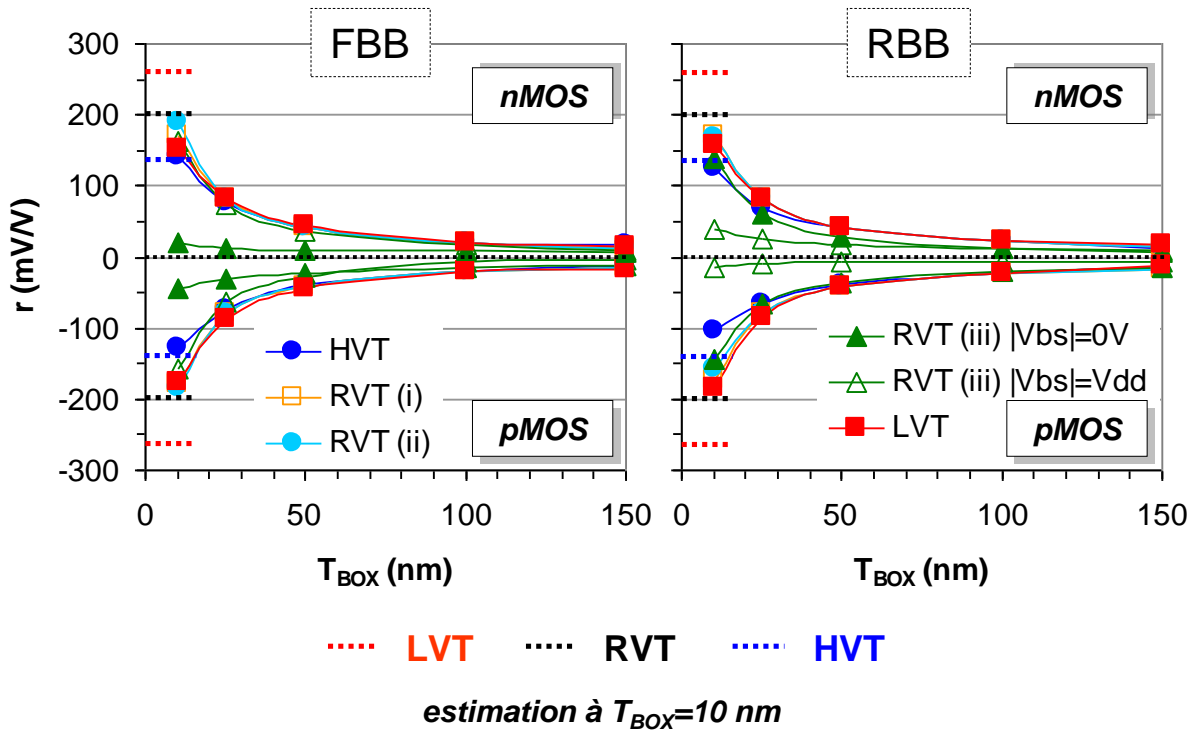 FBB
RBB
r (mV/V)
300
200
100
0
-100
-200
-300
nMOS
nMOS
HVT
RVT (i)
RVT (ii)
pMOS
RVT (iii) |Vbs|=0V
RVT (iii) |Vbs|=Vdd
LVT
pMOS
0 50 100 150
0 50 100 150
TBOX (nm)
TBOX (nm)
LVT RVT HVT
estimation à TBOX=10 nm